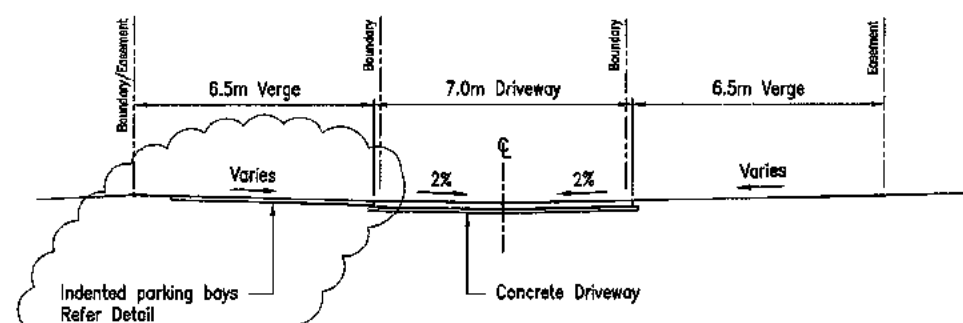 Boundary/Easement
Boundary
Boundary
Easement
6.5m Verge
7.0m Driveway
6.5m Verge
℄
Varies
2%
2%
Varies
Indented parking bays
Refer Detail
Concrete Driveway